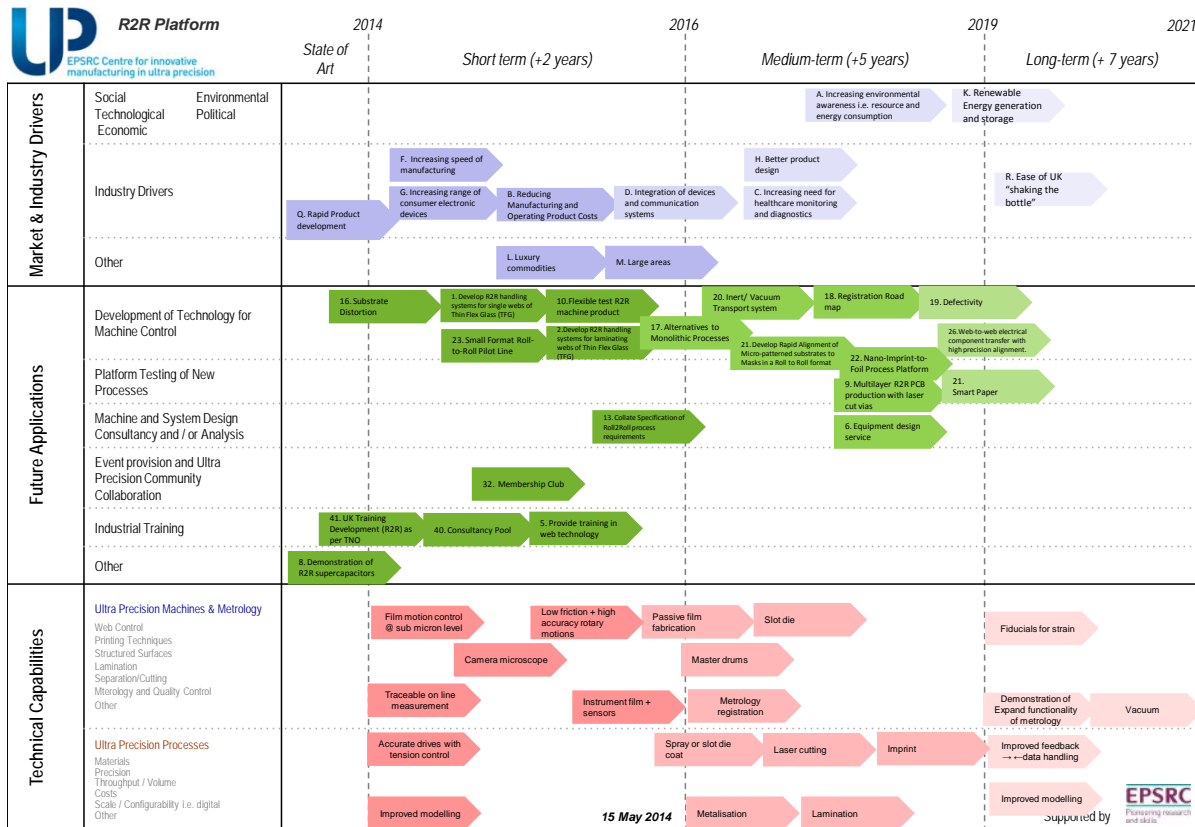 UP
EPSRC Centre for innovative
manufacturing in ultra precision
R2R Platform
2014
2016
2019
2021
State of
Art
Short term (+2 years)
Medium-term (+5 years)
Long-term (+ 7 years)
Market & Industry Drivers
Social Environmental
Technological Political
Economic
A. Increasing environmental
awareness i.e. resource and
energy consumption
K. Renewable
Energy generation
and storage
Industry Drivers
F. Increasing speed of
manufacturing
H. Better product
design
Q. Rapid Product
development
G. Increasing range of
consumer electronic
devices
B. Reducing
Manufacturing and
Operating Product Costs
D. Integration of devices
and communication
systems
C. Increasing need for
healthcare monitoring
and diagnostics
R. Ease of UK
“shaking the
bottle”
Other
L. Luxury
commodities
M. Large areas
Future Applications
Development of Technology for
Machine Control
16. Substrate
Distortion
1. Develop R2R handling
systems for single webs of
Thin Flex Glass (TFG)
10.Flexible test R2R
machine product
20. Inert/ Vacuum
Transport system
18. Registration Road
map
19. Defectivity
23. Small Format Roll-
to-Roll Pilot Line
2.Develop R2R handling
systems for laminating
webs of Thin Flex Glass
(TFG)
17. Alternatives to
Monolithic Processes
21. Develop Rapid Alignment of
Micro-patterned substrates to
Masks in a Roll to Roll format
26.Web-to-web electrical
component transfer with
high precision alignment.
22. Nano-Imprint-to-
Foil Process Platform
Platform Testing of New
Processes
9. Multilayer R2R PCB
production with laser
cut vias
21.
Smart Paper
Machine and System Design
Consultancy and / or Analysis
13. Collate Specification of
Roll2Roll process
requirements
6. Equipment design
service
Event provision and Ultra
Precision Community
Collaboration
32. Membership Club
Industrial Training
41. UK Training
Development (R2R) as
per TNO
40. Consultancy Pool
5. Provide training in
web technology
Other
8. Demonstration of
R2R supercapacitors
Technical Capabilities
Ultra Precision Machines & Metrology
Web Control
Printing Techniques
Structured Surfaces
Lamination
Separation/Cutting
Mterology and Quality Control
Other
Film motion control
@ sub micron level
Low friction + high
accuracy rotary
motions
Passive film
fabrication
Slot die
Fiducials for strain
Camera microscope
Master drums
Traceable on line
measurement
Instrument film +
sensors
Metrology
registration
Demonstration of
Expand functionality
of metrology
Vacuum
Ultra Precision Processes
Materials
Precision
Throughput / Volume
Costs
Scale / Configurability i.e. digital
Other
Accurate drives with
tension control
Spray or slot die
coat
Laser cutting
Imprint
Improved feedback
→ ←data handling
Improved modelling
Metalisation
Lamination
Improved modelling
15 May 2014
Supported by
EPSRC
Pioneering research
and skills